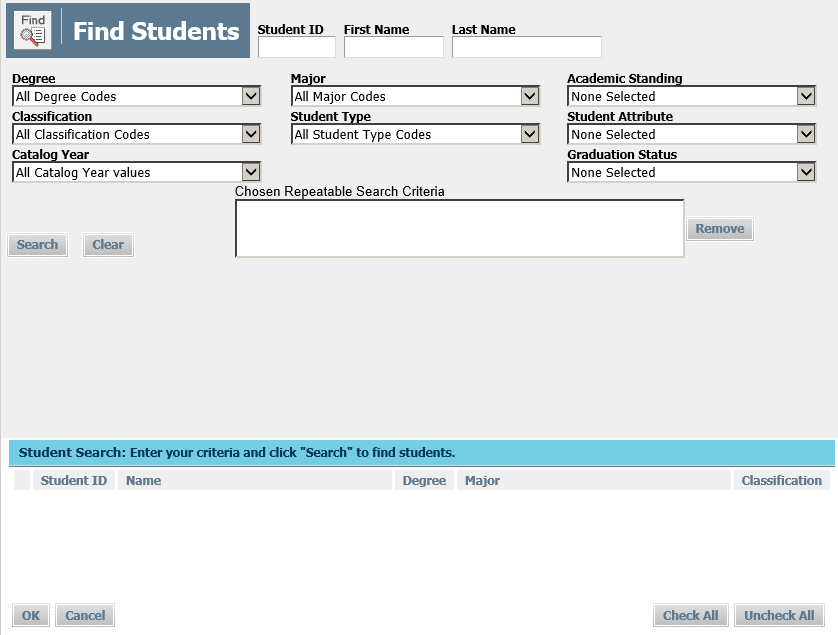 Find
Find Students
Student ID First Name Last Name
Degree Major Academic Standing
All Degree Codes All Major Codes None Selected
Classification Student Type Student Attribute
All Classification Codes All Student Type Codes None Selected
Catalog Year Graduation Status
All Catalog Year values None Selected
Chosen Repeatable Search Criteria
Remove
Search Clear
Student Search: Enter your criteria and click "Search" to find students.
Student ID Name Degree Major Classification
OK Cancel Check All Uncheck All